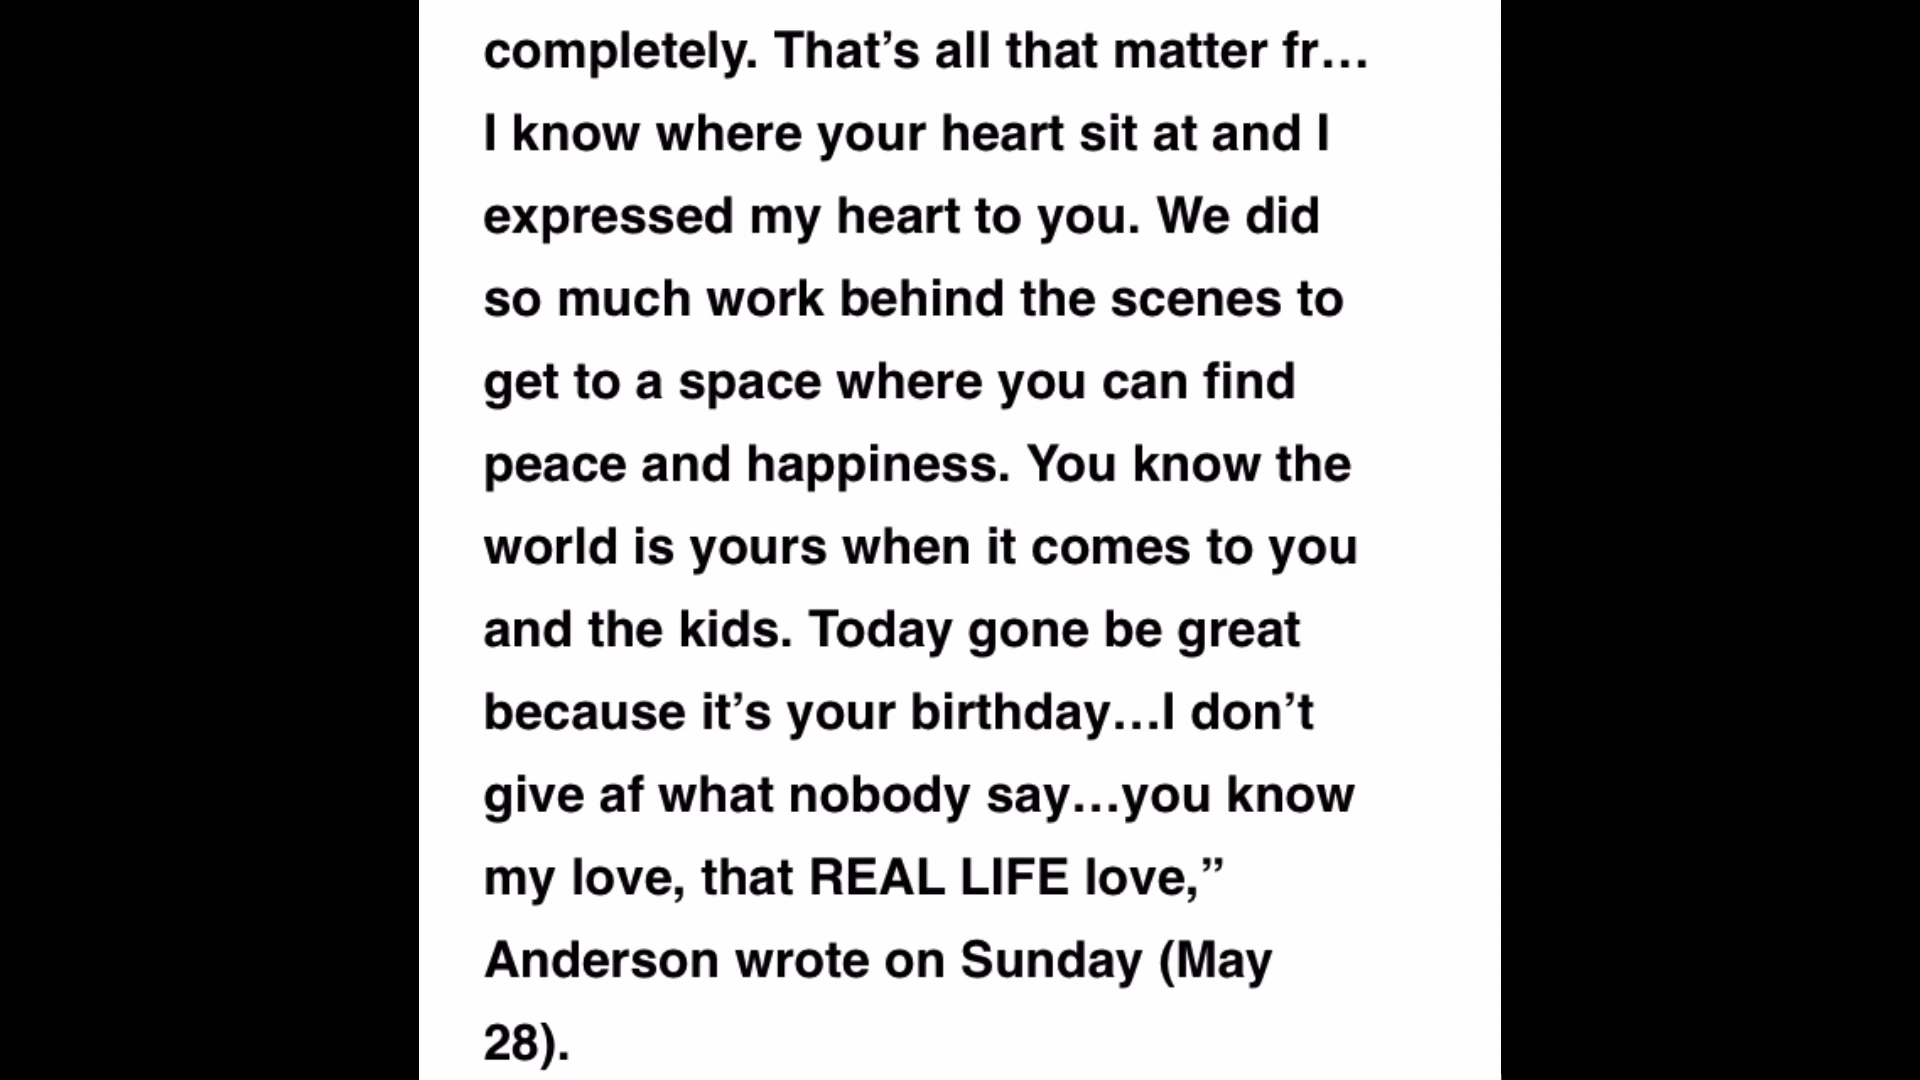 completely. That’s all that matter fr…
I know where your heart sit at and I
expressed my heart to you. We did
so much work behind the scenes to
get to a space where you can find
peace and happiness. You know the
world is yours when it comes to you
and the kids. Today gone be great
because it’s your birthday…I don’t
give af what nobody say…you know
my love, that REAL LIFE love,”
Anderson wrote on Sunday (May
28).